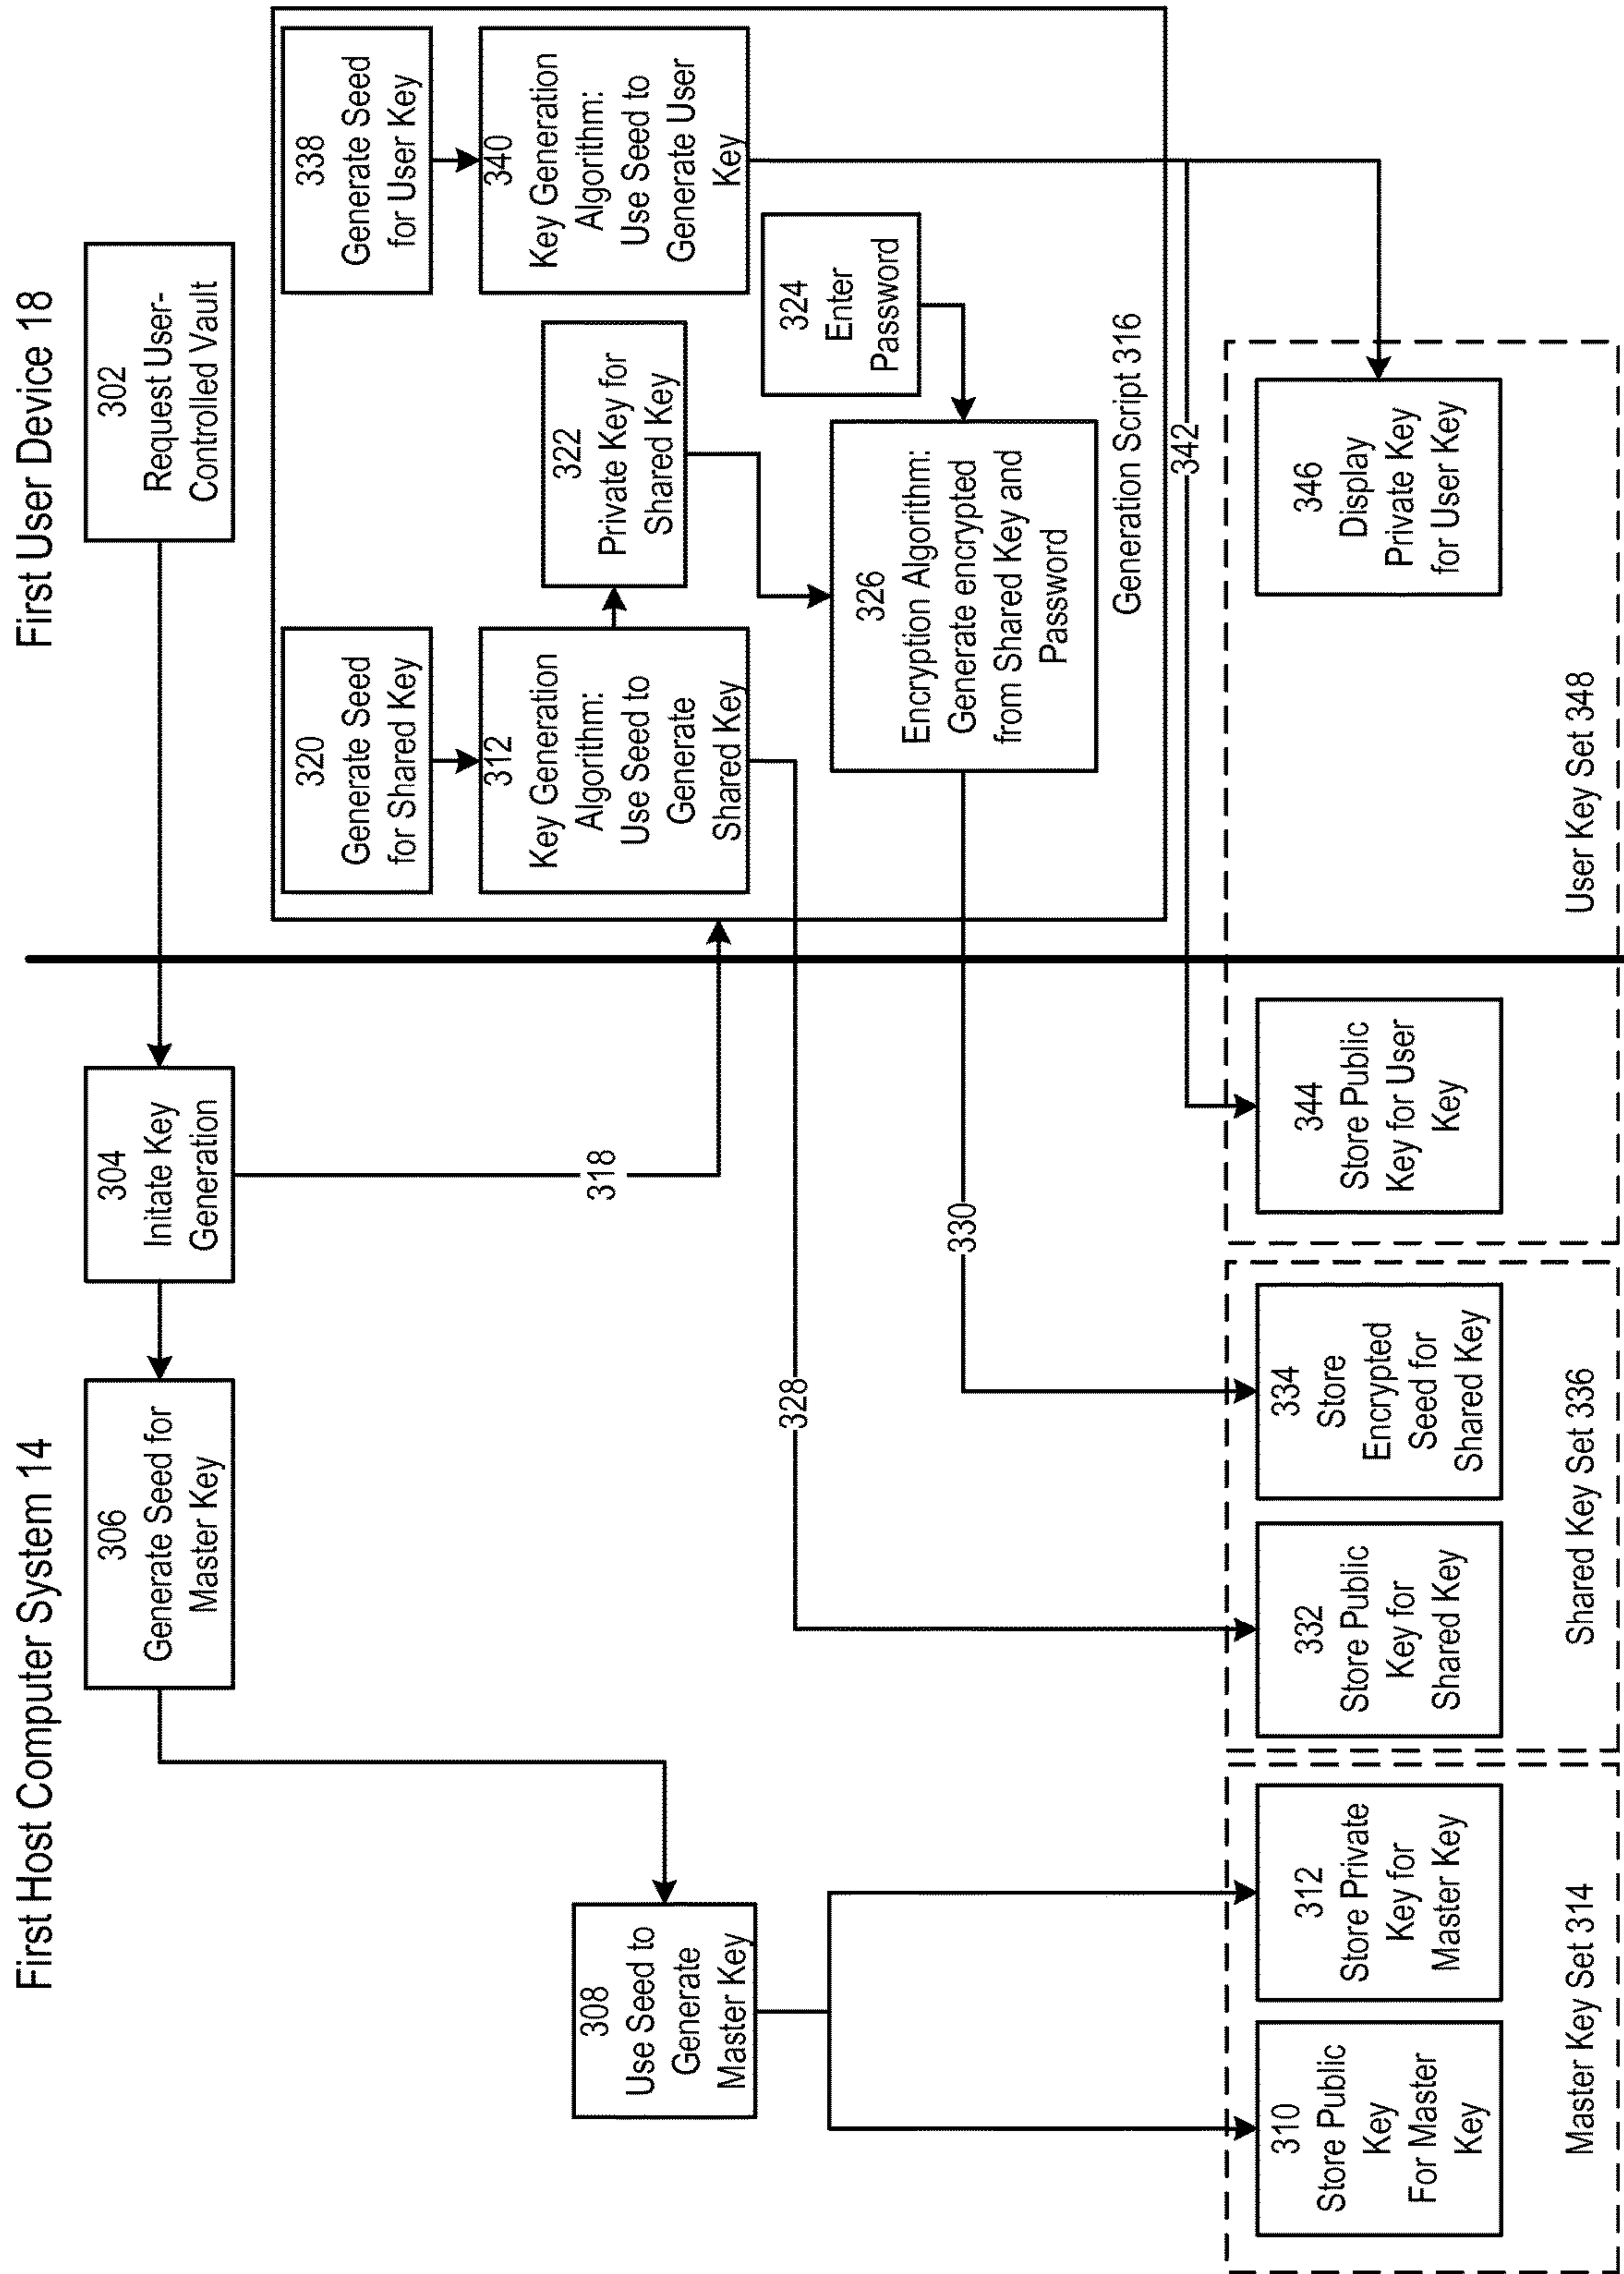 First Host Computer System 14
First User Device 18
306
Generate Seed for
Master Key
304
Initate Key
Generation
302
Request User-
Controlled Vault
308
Use Seed to
Generate
Master Key
318
320
Generate Seed
for Shared Key
312
Key Generation
Algorithm:
Use Seed to
Generate
Shared Key
322
Private Key for
Shared Key
338
Generate Seed
for User Key
340
Key Generation
Algorithm:
Use Seed to
Generate User
Key
324
Enter
Password
326
Encryption Algorithm:
Generate encrypted
from Shared Key and
Password
Generation Script 316
328
330
342
310
Store Public
Key
For Master
Key
312
Store Private
Key for
Master Key
Master Key Set 314
332
Store Public
Key for
Shared Key
334
Store
Encrypted
Seed for
Shared Key
Shared Key Set 336
344
Store Public
Key for User
Key
346
Display
Private Key
for User Key
User Key Set 348